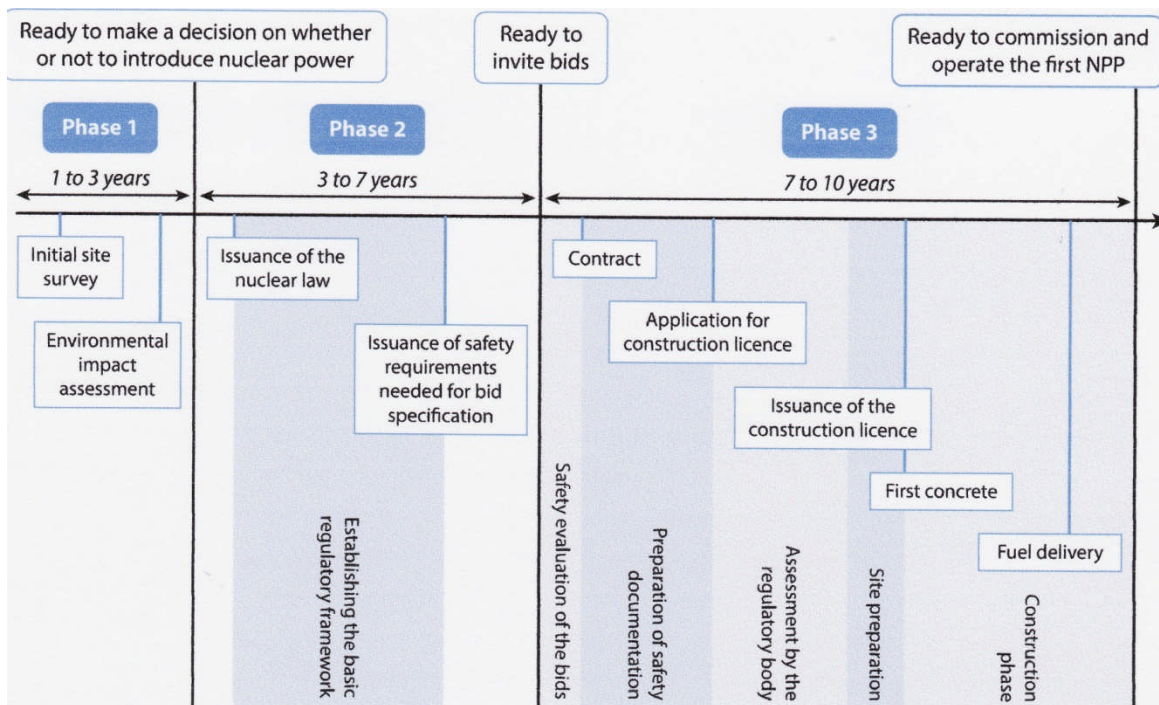 Ready to make a decision on whether
or not to introduce nuclear power
Ready to
invite bids
Ready to commission and
operate the first NPP
Phase 1
Phase 2
Phase 3
1 to 3 years
3 to 7 years
7 to 10 years
Initial site
survey
Environmental
impact
assessment
Issuance of the
nuclear law
Issuance of safety
requirements
needed for bid
specification
Contract
Application for
construction licence
Issuance of the
construction licence
First concrete
Fuel delivery
Establishing the basic
regulatory framework
Safety evaluation of the bids
Preparation of safety
documentation
Assessment by the
regulatory body
Site preparation
Construction
phase